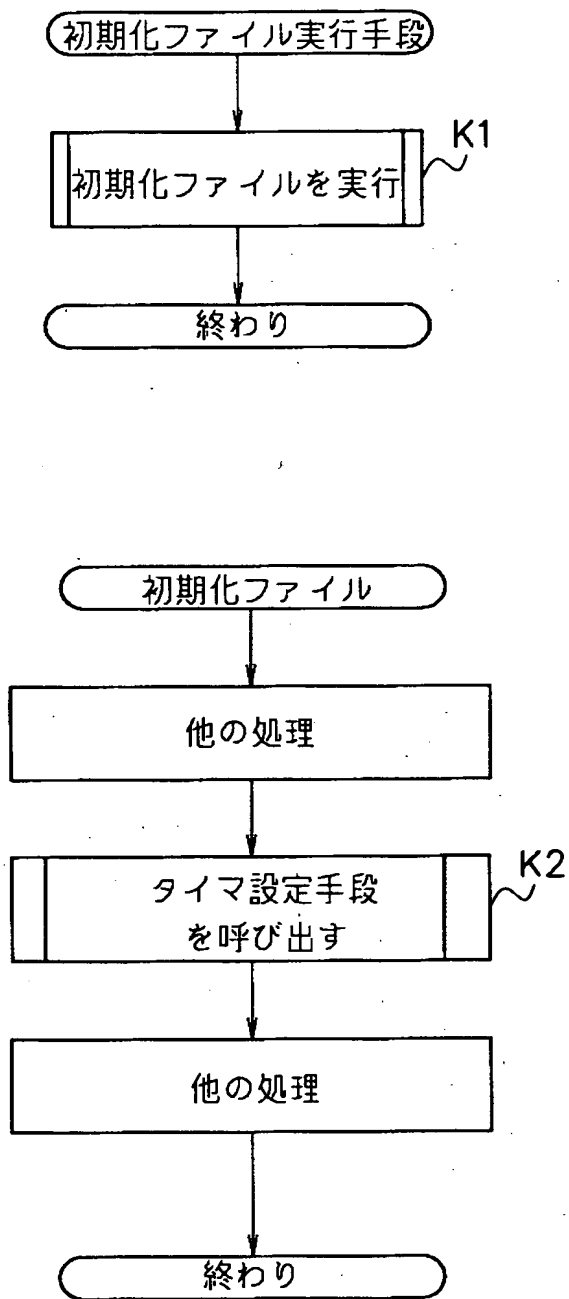 初期化ファイル実行手段
K1
初期化ファイルを実行
終わり
初期化ファイル
他の処理
K2
タイマ設定手段
を呼び出す
他の処理
終わり